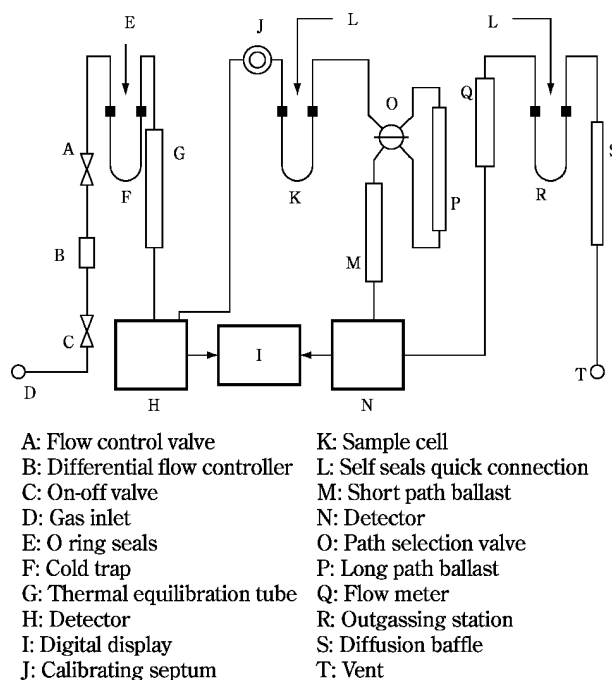 E
J
L
L
A
G
O
Q
F
K
P
R
S
B
M
C
I
D
H
N
T
A: Flow control valve
B: Differential flow controller
C: On-off valve
D: Gas inlet
E: O ring seals
F: Cold trap
G: Thermal equilibration tube
H: Detector
I: Digital display
J: Calibrating septum
K: Sample cell
L: Self seals quick connection
M: Short path ballast
N: Detector
O: Path selection valve
P: Long path ballast
Q: Flow meter
R: Outgassing station
S: Diffusion baffle
T: Vent